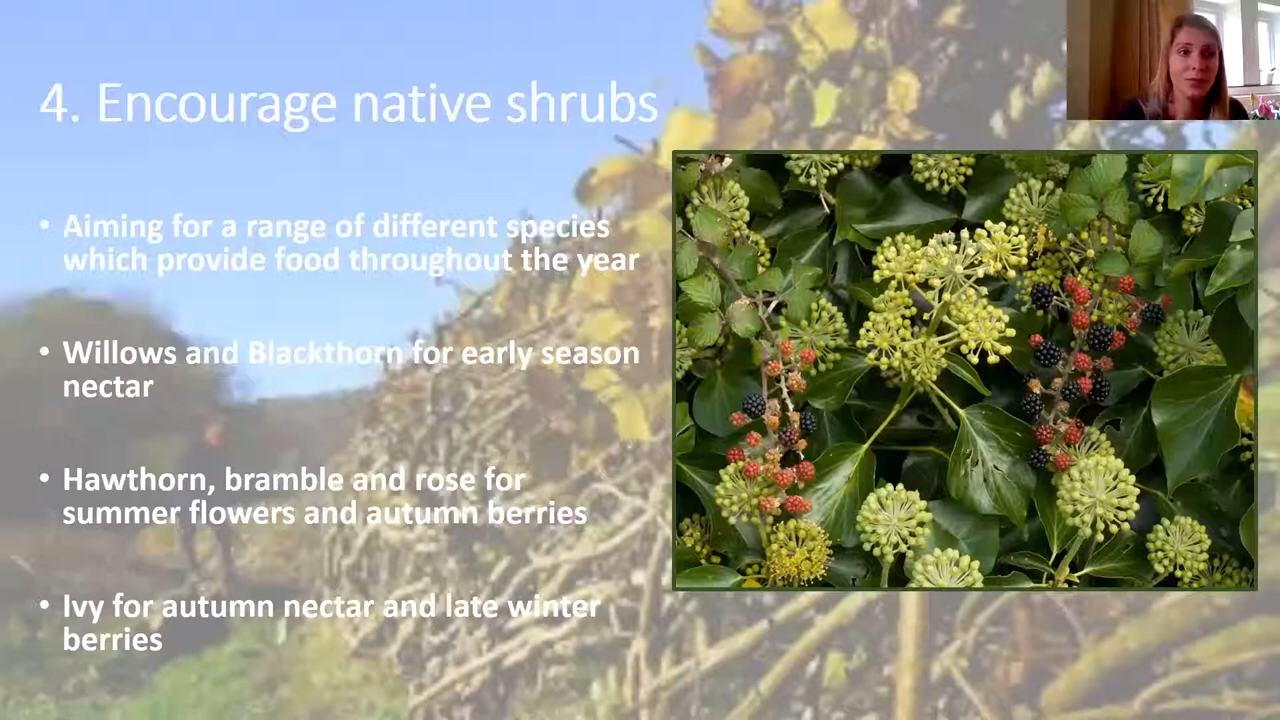 4. Encourage native shrubs
• Aiming for a range of different species
which provide food throughout the year
• Willows and Blackthorn for early season
nectar
• Hawthorn, bramble and rose for
summer flowers and autumn berries
• Ivy for autumn nectar and late winter
berries